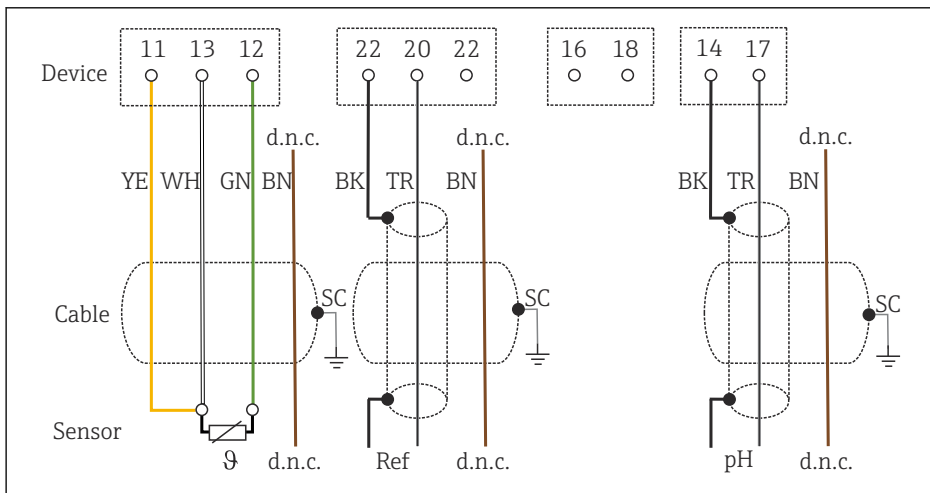 11 13 12 22 20 22 16 18 14 17
Device
d.n.c. d.n.c. d.n.c.
YE WH GN BN BK TR BN BK TR BN
SC SC SC
Cable
Sensor
ϑ d.n.c. Ref d.n.c. pH d.n.c.